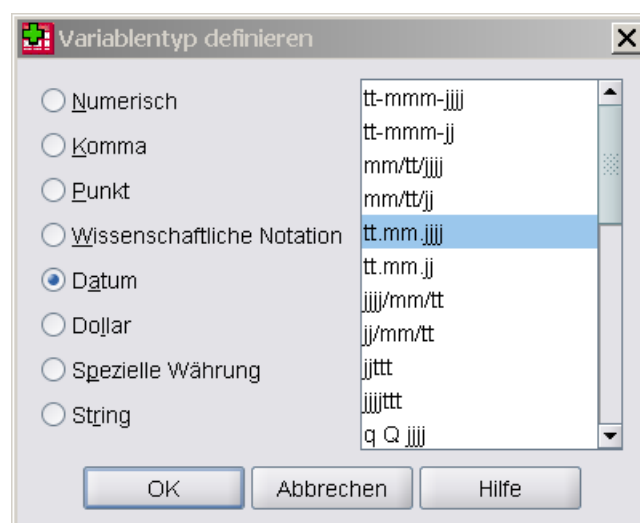 Variablentyp definieren
Numerisch
Komma
Punkt
Wissenschaftliche Notation
Datum
Dollar
Spezielle Währung
String
tt-mmm-jjjj
tt-mmm-jj
mm/tt/jjjj
mm/tt/jj
tt.mm.jjjj
tt.mm.jj
jjjj/mm/tt
jj/mm/tt
jjttt
jjjjttt
q Q jjjj
OK
Abbrechen
Hilfe